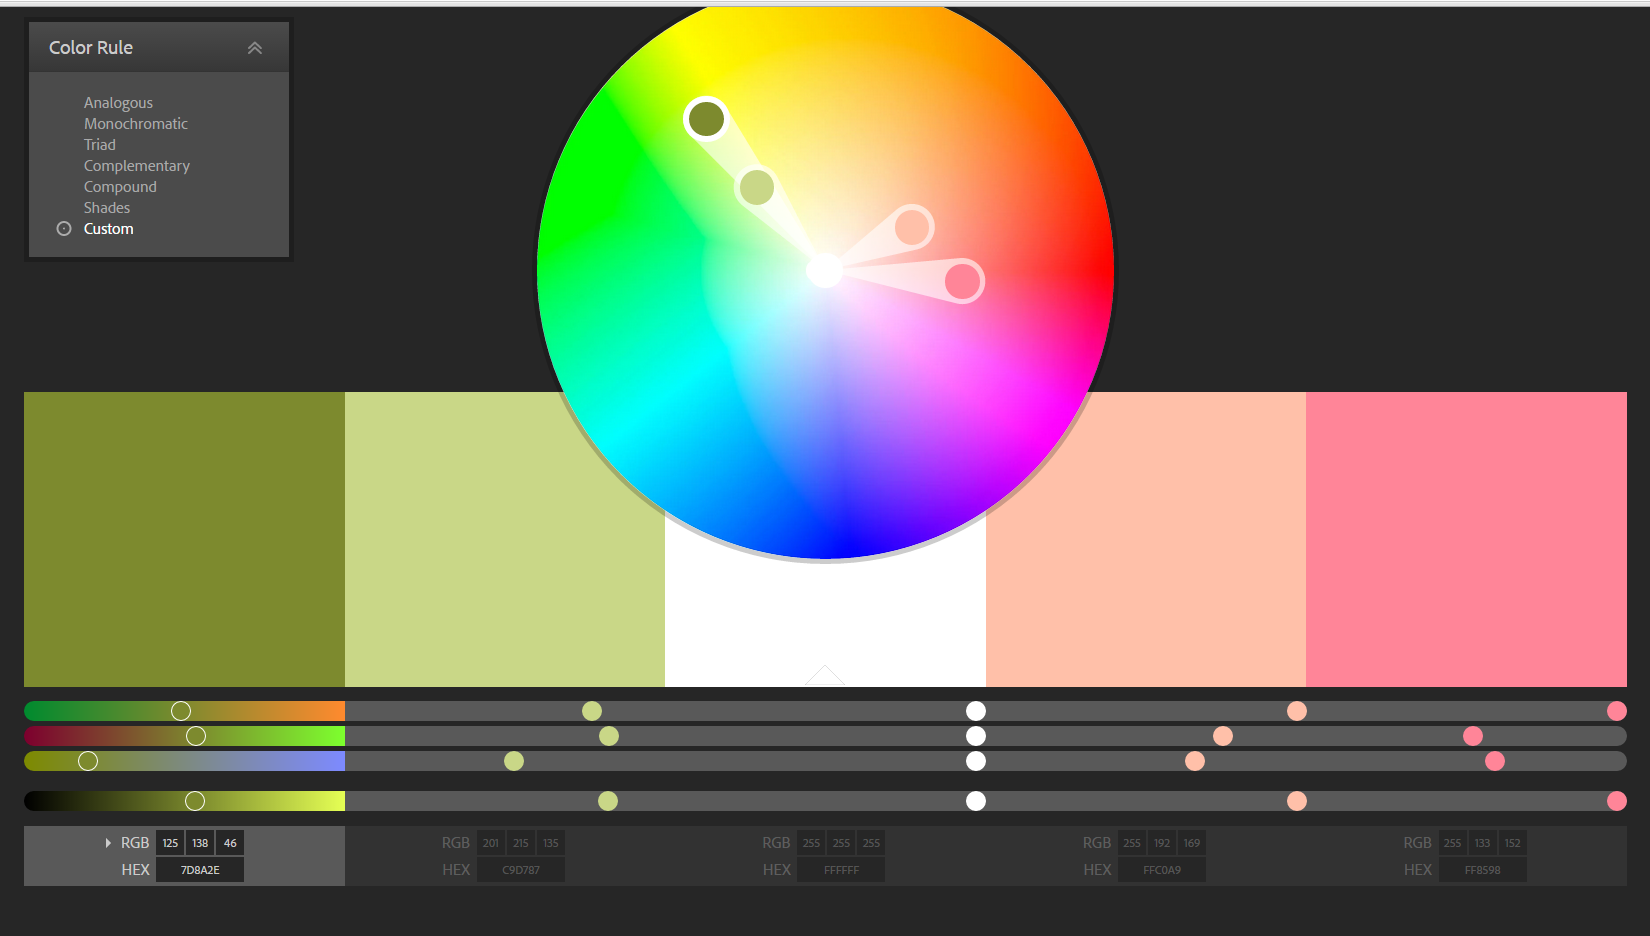 Color Rule
Analogous
Monochromatic
Triad
Complementary
Compound
Shades
Custom
RGB 125 138 46 RGB 201 215 135 RGB 255 255 255 RGB 255 192 169 RGB 255 133 152
HEX 7D8A2E HEX C9D787 HEX FFFFFF HEX FFC0A9 HEX FF8598